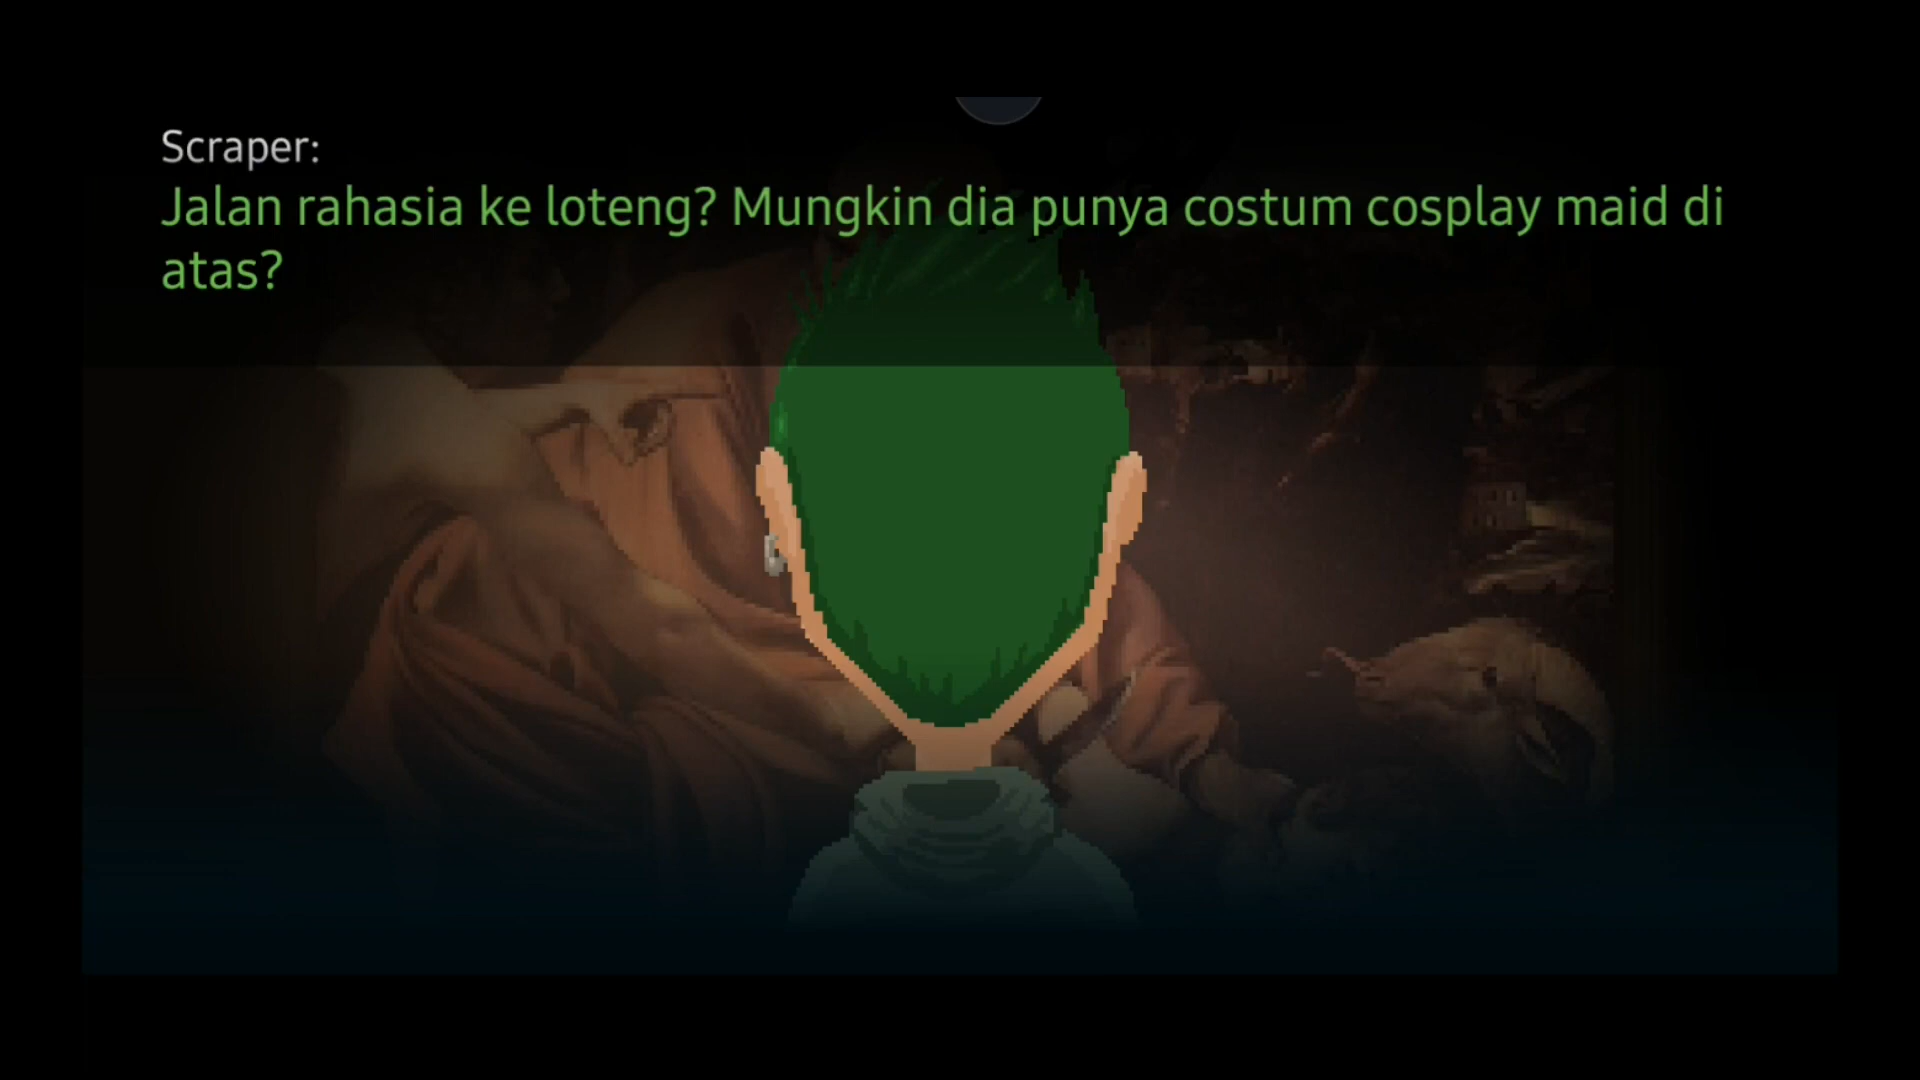 Scraper:
Jalan rahasia ke loteng? Mungkin dia punya costum cosplay maid di
atas?